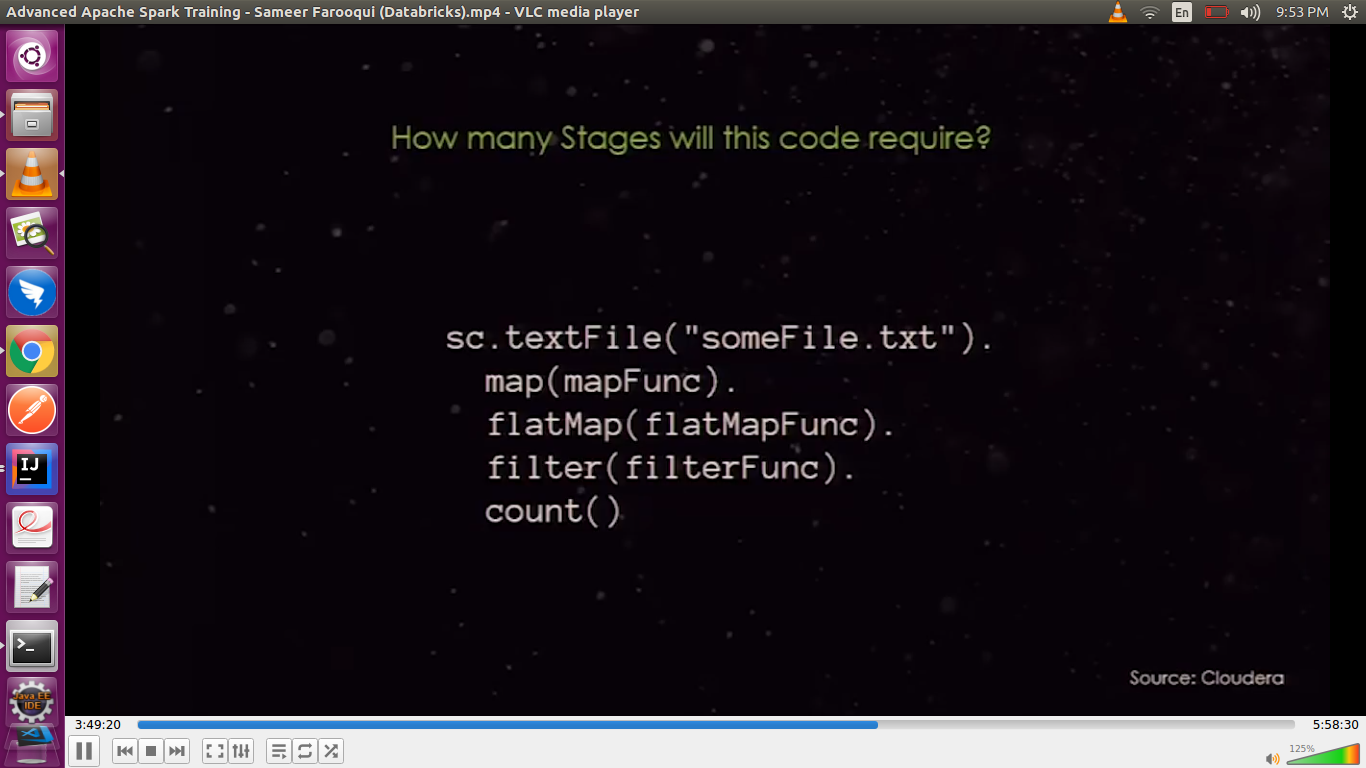 Advanced Apache Spark Training - Sameer Farooqui (Databricks).mp4 - VLC media player
En
9:53 PM
How many Stages will this code require?
sc.textFile("someFile.txt").
map(mapFunc).
flatMap(flatMapFunc).
filter(filterFunc).
count()
Source: Cloudera
IJ
>_
Java EE
IDE
3:49:20
5:58:30
125%